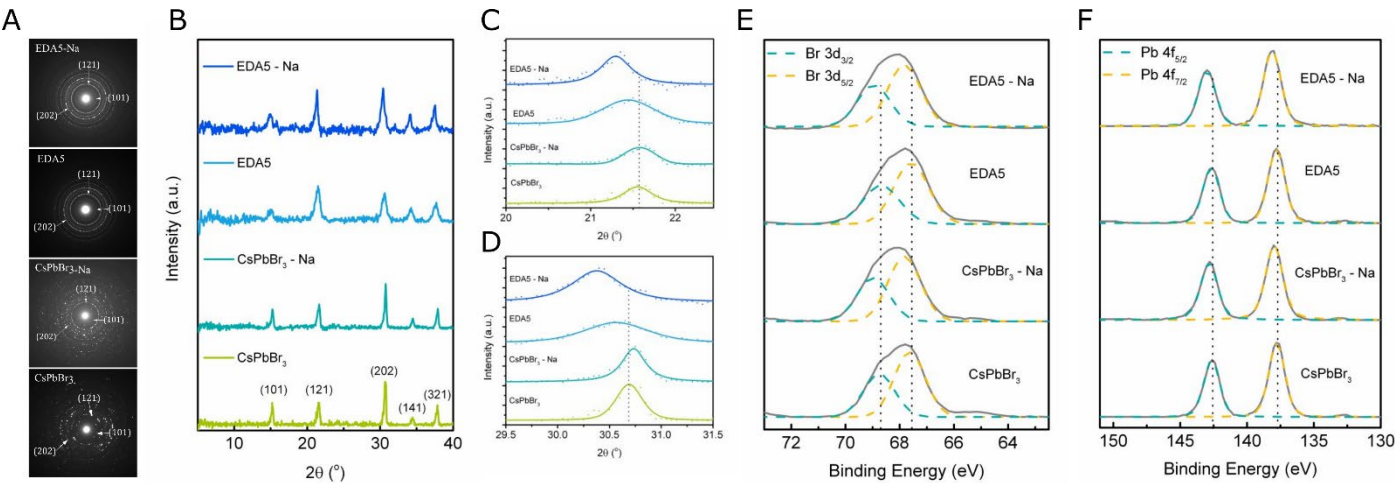 A
EDA5-Na
(121)
(101)
(202)
EDA5
(121)
(101)
(202)
CsPbBr3-Na
(121)
(101)
(202)
CsPbBr3
(121)
(101)
(202)
B
Intensity (a.u.)
EDA5 - Na
EDA5
CsPbBr3 - Na
CsPbBr3
(101)
(121)
(202)
(141)
(321)
10 20 30 40
2θ (°)
C
Intensity (a.u.)
EDA5 - Na
EDA5
CsPbBr3 - Na
CsPbBr3
20 21 22
2θ (°)
D
Intensity (a.u.)
EDA5 - Na
EDA5
CsPbBr3 - Na
CsPbBr3
29.5 30.0 30.5 31.0 31.5
2θ (°)
E
Br 3d3/2
Br 3d5/2
EDA5 - Na
EDA5
CsPbBr3 - Na
CsPbBr3
72 70 68 66 64
Binding Energy (eV)
F
Pb 4f5/2
Pb 4f7/2
EDA5 - Na
EDA5
CsPbBr3 - Na
CsPbBr3
150 145 140 135 130
Binding Energy (eV)